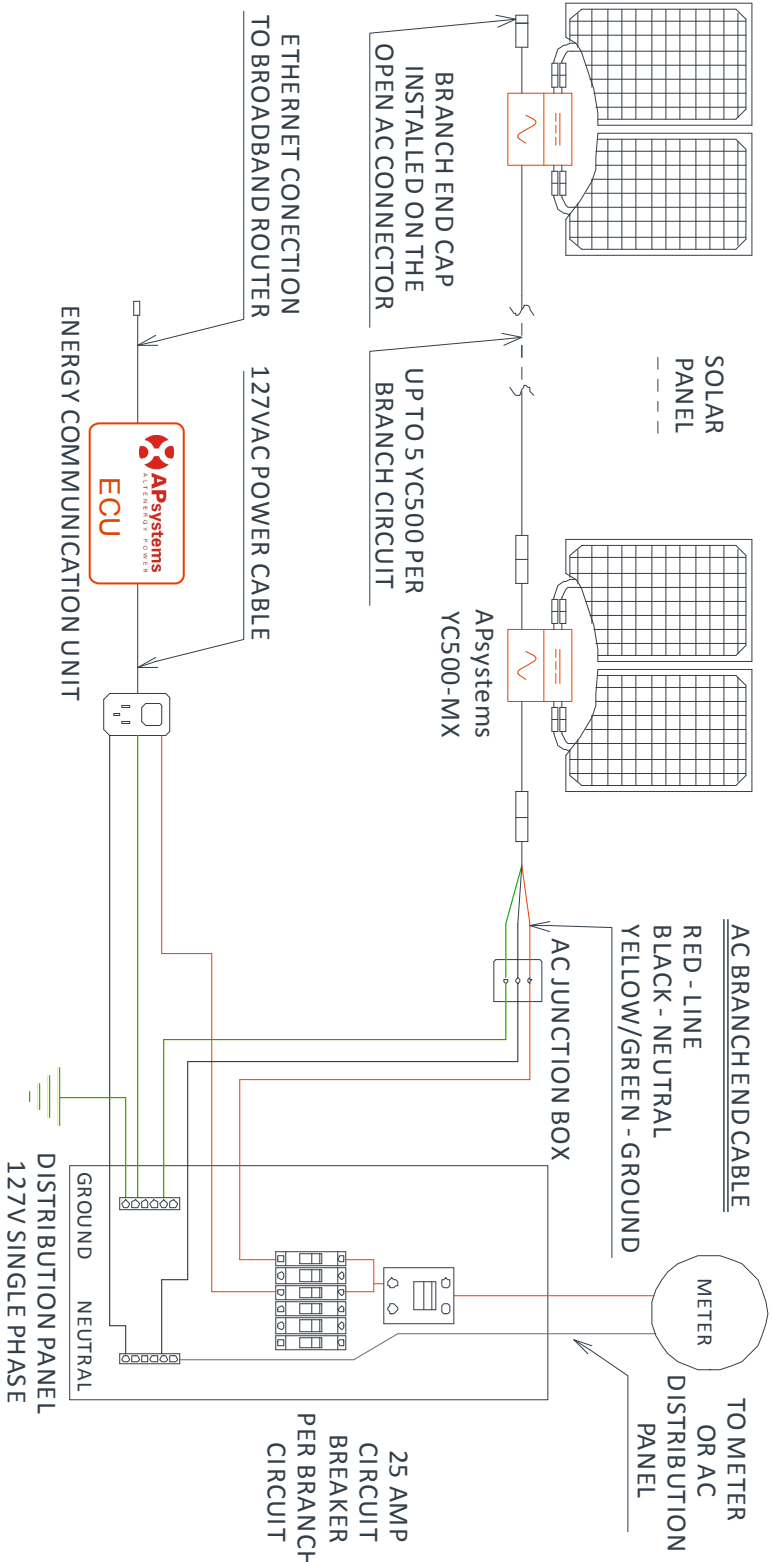 SOLAR
PANEL
BRANCH END CAP
INSTALLED ON THE
OPEN AC CONNECTOR
UP TO 5 YC500 PER
BRANCH CIRCUIT
APsystems
YC500-MX
AC BRANCH END CABLE
RED - LINE
BLACK - NEUTRAL
YELLOW/GREEN - GROUND
AC JUNCTION BOX
METER
TO METER
OR AC
DISTRIBUTION
PANEL
ETHERNET CONECTION
TO BROADBAND ROUTER
127VAC POWER CABLE
APsystems
ALTENERGY POWER
ECU
ENERGY COMMUNICATION UNIT
GROUND
NEUTRAL
DISTRIBUTION PANEL
127V SINGLE PHASE
25 AMP
CIRCUIT
BREAKER
PER BRANCH
CIRCUIT